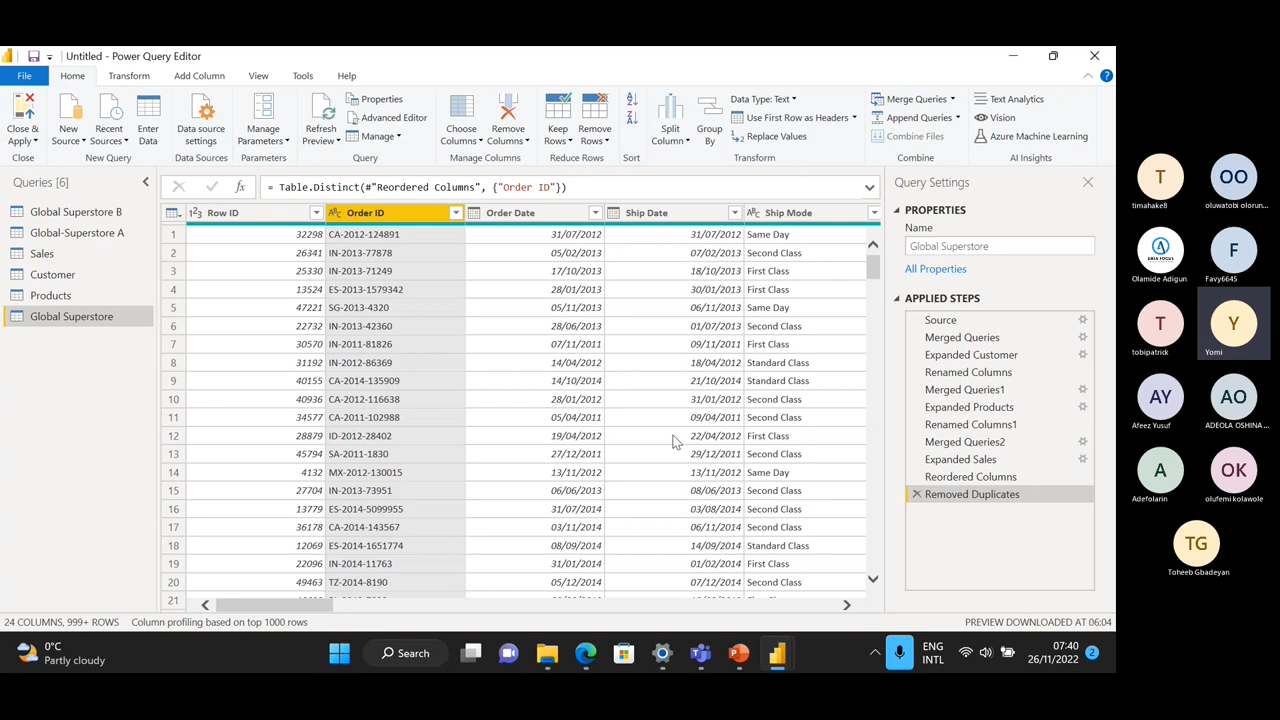 Untitled - Power Query Editor
File Home Transform Add Column View Tools Help
Close & Apply
New Source
Recent Sources
Enter Data
Data source settings
Manage Parameters
Refresh Preview
Properties
Advanced Editor
Manage
Choose Columns
Remove Columns
Keep Rows
Remove Rows
Split Column
Group By
Data Type: Text
Use First Row as Headers
Replace Values
Merge Queries
Append Queries
Combine Files
Text Analytics
Vision
Azure Machine Learning
Close New Query Data Sources Parameters Query Manage Columns Reduce Rows Sort Transform Combine AI Insights
Queries [6]
Global Superstore B
Global-Superstore A
Sales
Customer
Products
Global Superstore
= Table.Distinct(#"Reordered Columns", {"Order ID"})
Row ID Order ID Order Date Ship Date Ship Mode
1 32298 CA-2012-124891 31/07/2012 31/07/2012 Same Day
2 26341 IN-2013-77878 05/02/2013 07/02/2013 Second Class
3 25330 IN-2013-71249 17/10/2013 18/10/2013 First Class
4 13524 ES-2013-1579342 28/01/2013 30/01/2013 First Class
5 47221 SG-2013-4320 05/11/2013 06/11/2013 Same Day
6 22732 IN-2013-42360 28/06/2013 01/07/2013 Second Class
7 30570 IN-2011-81826 07/11/2011 09/11/2011 First Class
8 31192 IN-2012-86369 14/04/2012 18/04/2012 Standard Class
9 40155 CA-2014-135909 14/10/2014 21/10/2014 Standard Class
10 40936 CA-2012-116638 28/01/2012 31/01/2012 Second Class
11 34577 CA-2011-102988 05/04/2011 09/04/2011 Second Class
12 28879 ID-2012-28402 19/04/2012 22/04/2012 First Class
13 45794 SA-2011-1830 27/12/2011 29/12/2011 Second Class
14 4132 MX-2012-130015 13/11/2012 13/11/2012 Same Day
15 27704 IN-2013-73951 06/06/2013 08/06/2013 Second Class
16 13779 ES-2014-5099955 31/07/2014 03/08/2014 Second Class
17 36178 CA-2014-143567 03/11/2014 06/11/2014 Second Class
18 12069 ES-2014-1651774 08/09/2014 14/09/2014 Standard Class
19 22096 IN-2014-11763 31/01/2014 01/02/2014 First Class
20 49463 TZ-2014-8190 05/12/2014 07/12/2014 Second Class
21
Query Settings
PROPERTIES
Name
Global Superstore
All Properties
APPLIED STEPS
Source
Merged Queries
Expanded Customer
Renamed Columns
Merged Queries1
Expanded Products
Renamed Columns1
Merged Queries2
Expanded Sales
Reordered Columns
Removed Duplicates
24 COLUMNS, 999+ ROWS Column profiling based on top 1000 rows PREVIEW DOWNLOADED AT 06:04
0°C
Partly cloudy
Search
ENG
INTL
07:40
26/11/2022
2
T OO
timahake8 oluwatobi olorun...
F
Olamide Adigun Favy6645
T Y
tobipatrick Yomi
AY AO
Afeez Yusuf ADEOLA OSHINA...
A OK
Adefolarin olufemi kolawole
TG
Toheeb Gbadeyan